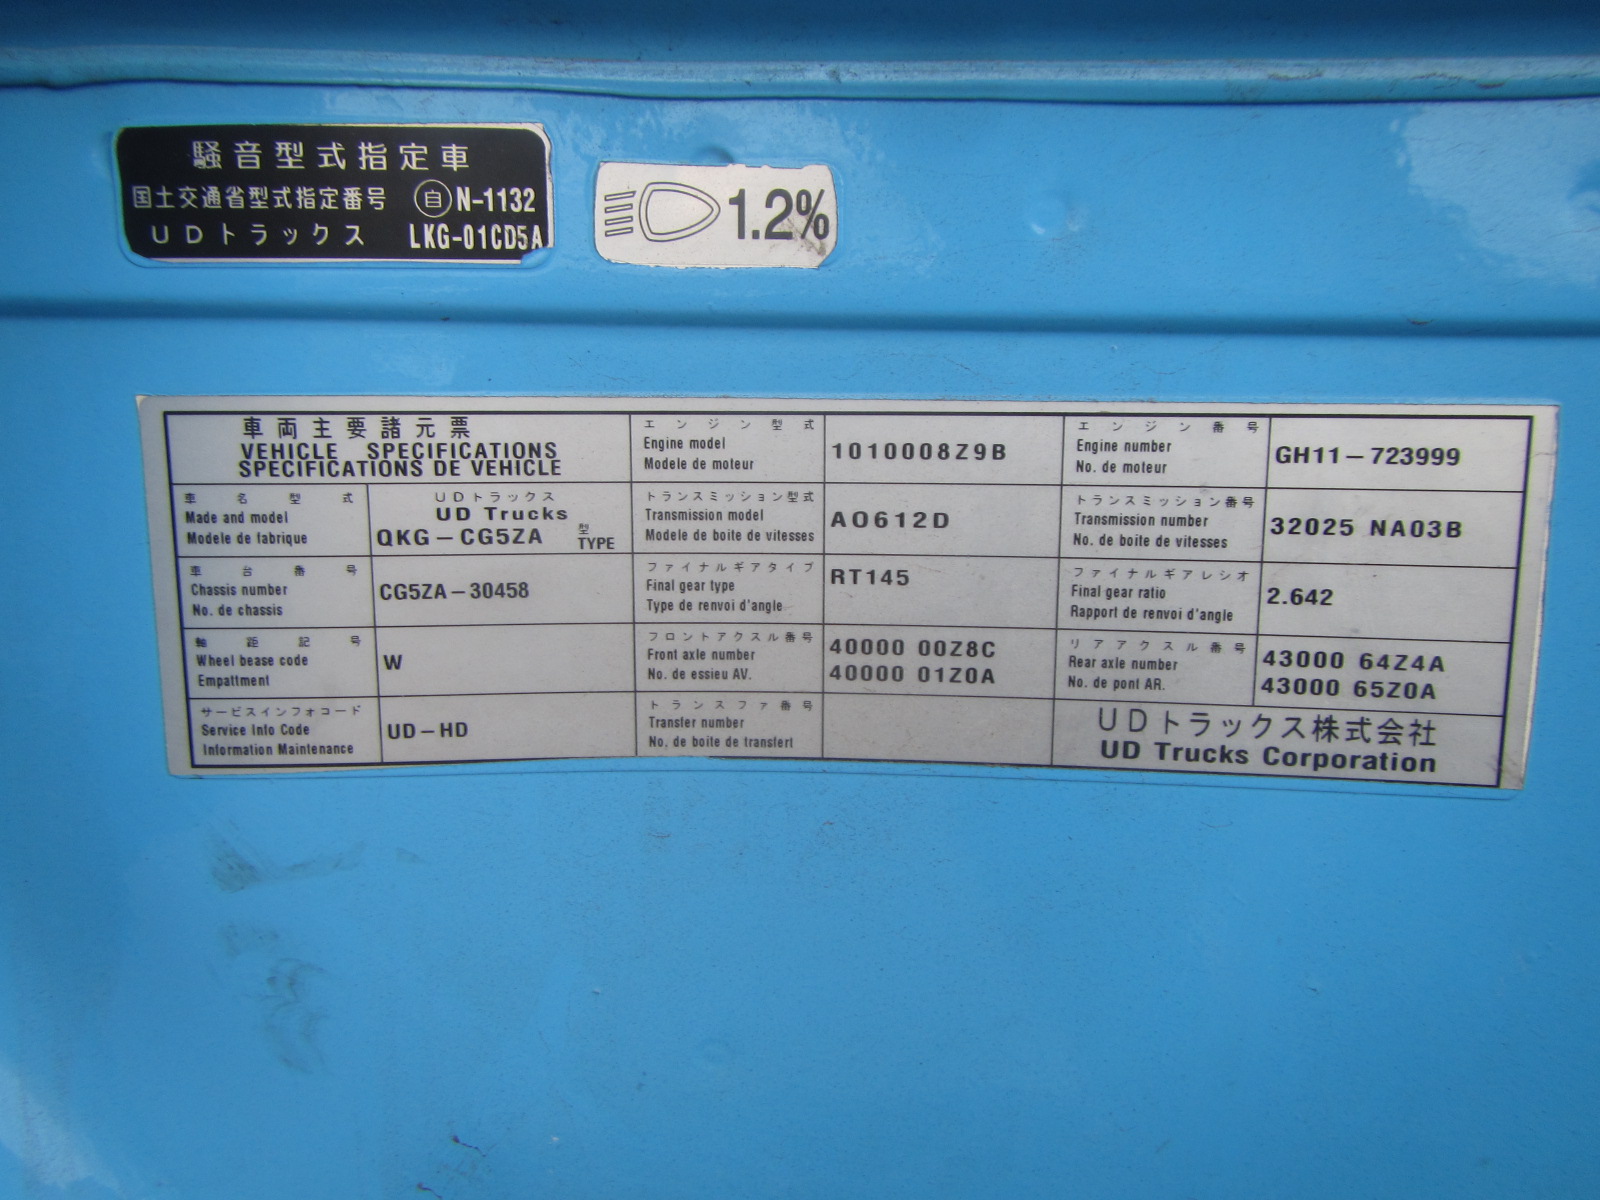 騒音型式指定車
国土交通省型式指定番号 自 N-1132
UDトラックス LKG-01CD5A
1.2%
車両主要諸元票
VEHICLE SPECIFICATIONS
SPECIFICATIONS DE VEHICLE
エンジン型式
Engine model
Modele de moteur
1010008Z9B
エンジン番号
Engine number
No. de moteur
GH11-723999
車名型式
Made and model
Modele de fabrique
UDトラックス
UD Trucks
QKG-CG5ZA 型 TYPE
トランスミッション型式
Transmission model
Modele de boite de vitesses
AO612D
トランスミッション番号
Transmission number
No. de boite de vitesses
32025 NA03B
車台番号
Chassis number
No. de chassis
CG5ZA-30458
ファイナルギアタイプ
Final gear type
Type de renvoi d'angle
RT145
ファイナルギアレシオ
Final gear ratio
Rapport de renvoi d'angle
2.642
軸距記号
Wheel bease code
Empattment
W
フロントアクスル番号
Front axle number
No. de essieu AV.
40000 00Z8C
40000 01Z0A
リアアクスル番号
Rear axle number
No. de pont AR.
43000 64Z4A
43000 65Z0A
サービスインフォコード
Service Info Code
Information Maintenance
UD-HD
トランスファ番号
Transfer number
No. de boite de transfert
UDトラックス株式会社
UD Trucks Corporation